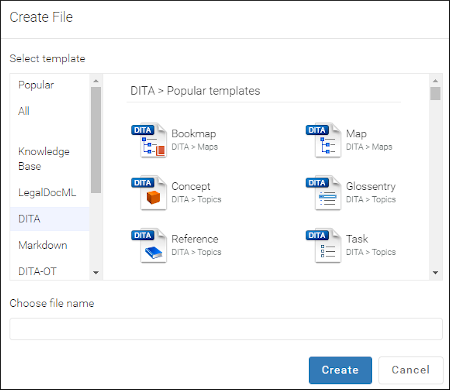 Create File
Select template
Popular
All
Knowledge
Base
LegalDocML
DITA
Markdown
DITA-OT
DITA > Popular templates
DITA Bookmap
DITA > Maps
DITA Map
DITA > Maps
DITA Concept
DITA > Topics
DITA Glossentry
DITA > Topics
DITA Reference
DITA > Topics
DITA Task
DITA > Topics
Choose file name
Create Cancel